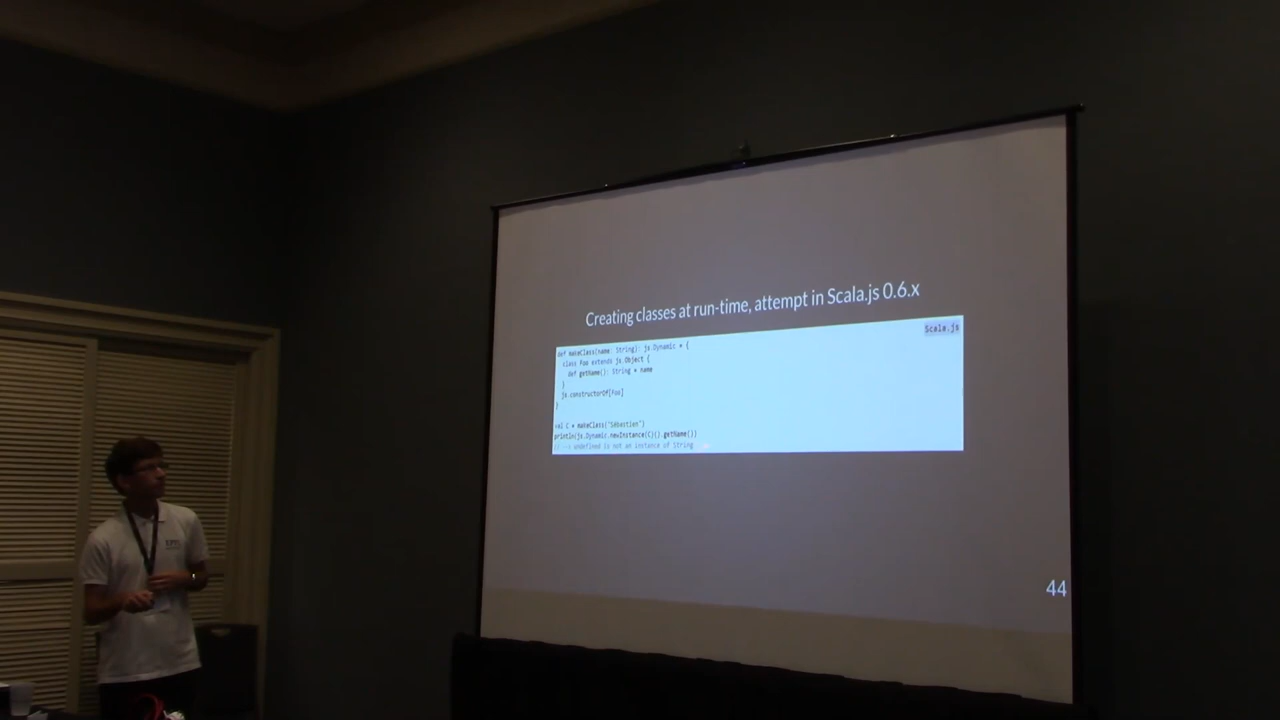 Creating classes at run-time, attempt in Scala.js 0.6.x
Scala.js
def makeClass(name: String): js.Dynamic = {
class Foo extends js.Object {
def getName(): String = name
}
js.constructorOf[Foo]
}
val C = makeClass("Sébastien")
println(js.Dynamic.newInstance(C)().getName())
// --> undefined is not an instance of String
44
EPFL